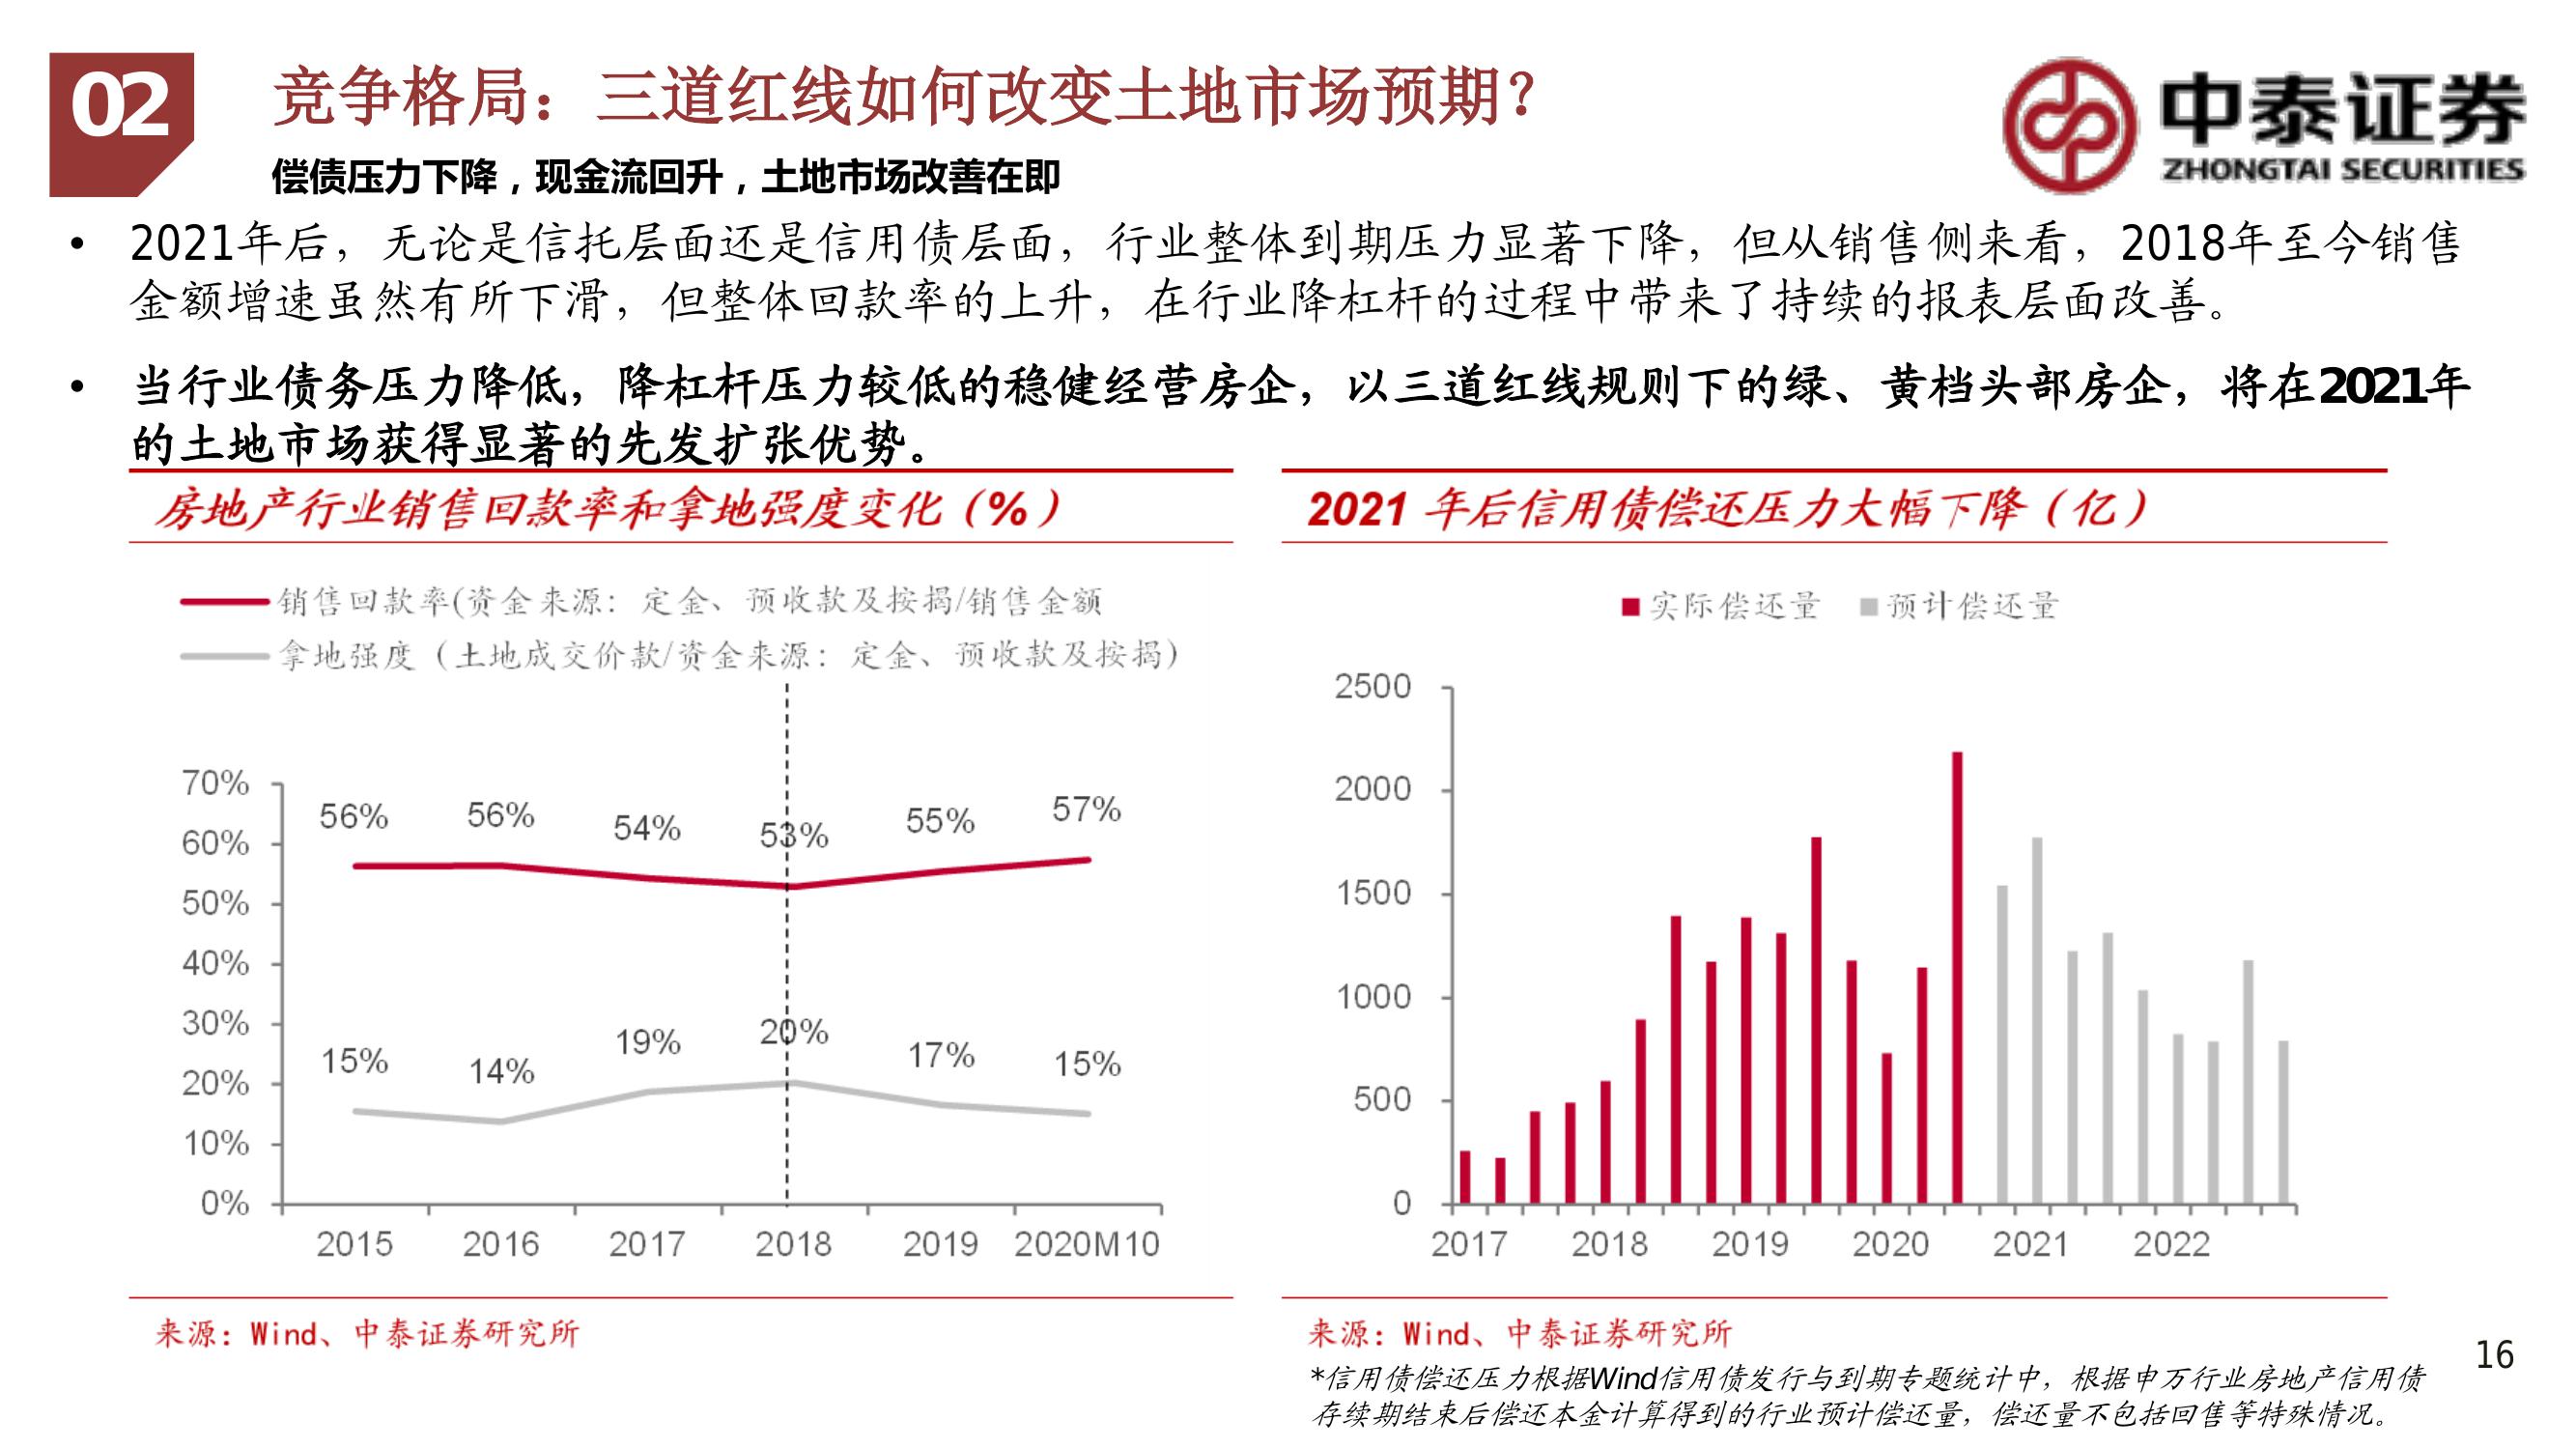 02
竞争格局：三道红线如何改变土地市场预期？
中泰证券
ZHONGTAI SECURITIES
偿债压力下降，现金流回升，土地市场改善在即
• 2021年后，无论是信托层面还是信用债层面，行业整体到期压力显著下降，但从销售侧来看，2018年至今销售
金额增速虽然有所下滑，但整体回款率的上升，在行业降杠杆的过程中带来了持续的报表层面改善。
• 当行业债务压力降低，降杠杆压力较低的稳健经营房企，以三道红线规则下的绿、黄档头部房企，将在2021年
的土地市场获得显著的先发扩张优势。
房地产行业销售回款率和拿地强度变化（%）
销售回款率(资金来源：定金、预收款及按揭/销售金额
拿地强度（土地成交价款/资金来源：定金、预收款及按揭）
70%
60%
50%
40%
30%
20%
10%
0%
56% 56% 54% 53% 55% 57%
15% 14% 19% 20% 17% 15%
2015 2016 2017 2018 2019 2020M10
来源：Wind、中泰证券研究所
2021 年后信用债偿还压力大幅下降（亿）
实际偿还量 预计偿还量
2500
2000
1500
1000
500
0
2017 2018 2019 2020 2021 2022
来源：Wind、中泰证券研究所
*信用债偿还压力根据Wind信用债发行与到期专题统计中，根据申万行业房地产信用债
存续期结束后偿还本金计算得到的行业预计偿还量，偿还量不包括回售等特殊情况。
16